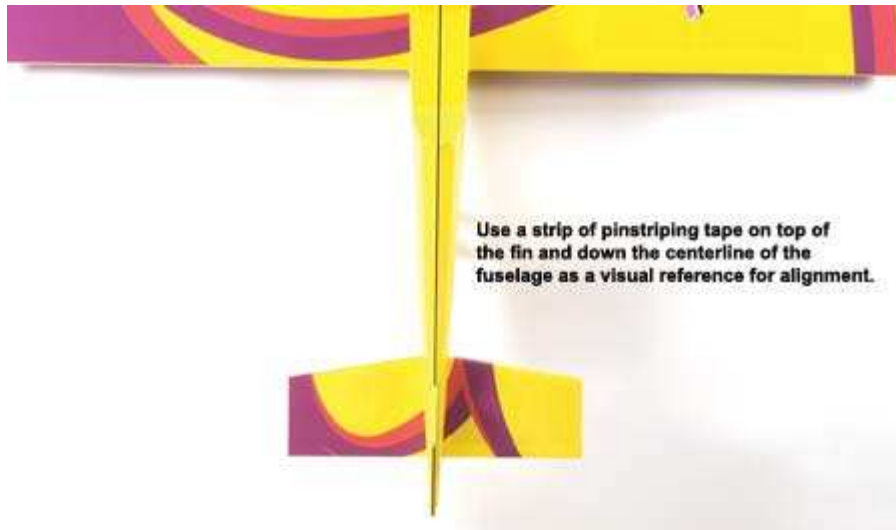 Use a strip of pinstriping tape on top of
the fin and down the centerline of the
fuselage as a visual reference for alignment.